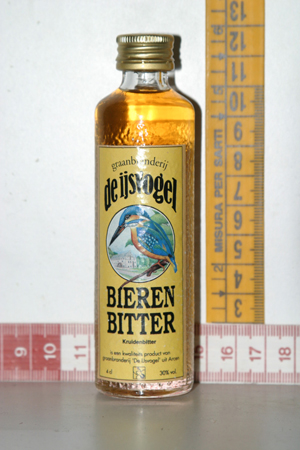 graanbranderij
de ijsvogel
BIEREN
BITTER
Kruidenbitter
is een kwaliteits product van
graanbranderij "De IJsvogel" uit Arcen
4 cl
30% vol.
MISURA PER SARTI
13
12
11
10
9
8
7
6
5
4
3
2
9
10
11
15
16
17
18